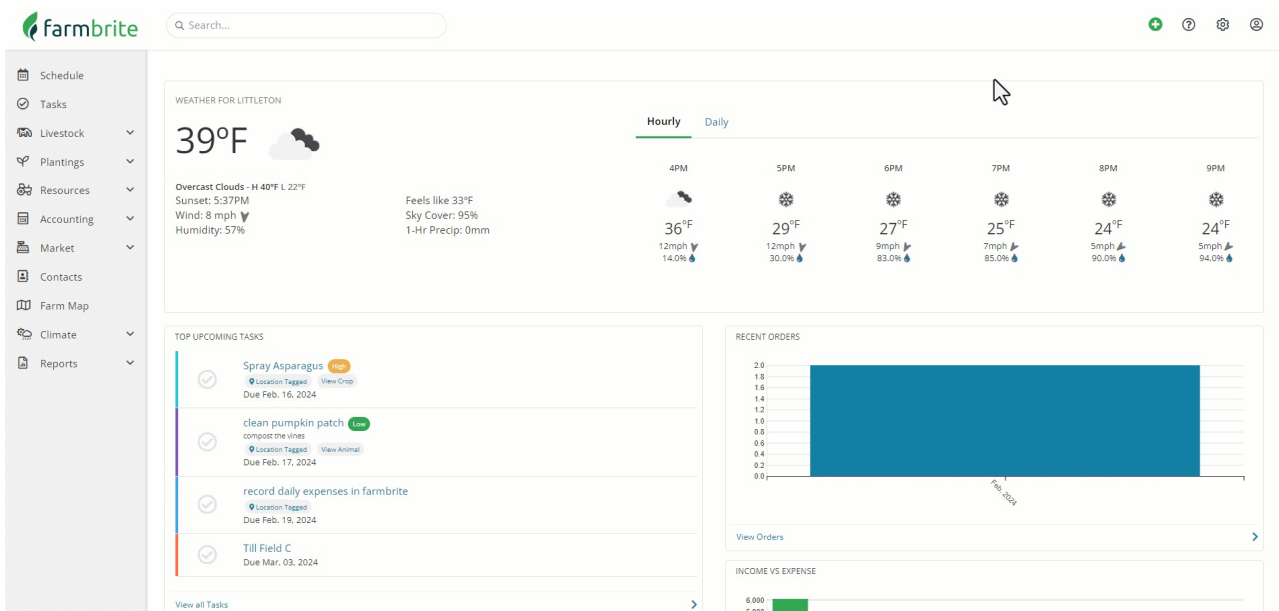 farmbrite
Search...
Schedule
Tasks
Livestock
Plantings
Resources
Accounting
Market
Contacts
Farm Map
Climate
Reports
WEATHER FOR LITTLETON
39°F
Overcast Clouds - H 40°F L 22°F
Sunset: 5:37PM
Wind: 8 mph
Humidity: 57%
Feels like 33°F
Sky Cover: 95%
1-Hr Precip: 0mm
Hourly Daily
4PM 5PM 6PM 7PM 8PM 9PM
36°F 29°F 27°F 25°F 24°F 24°F
12mph 12mph 9mph 7mph 5mph 5mph
14.0% 30.0% 83.0% 85.0% 90.0% 94.0%
TOP UPCOMING TASKS
Spray Asparagus High
Location Tagged View Crop
Due Feb. 16, 2024
clean pumpkin patch Low
compost the vines
Location Tagged View Animal
Due Feb. 17, 2024
record daily expenses in farmbrite
Location Tagged
Due Feb. 19, 2024
Till Field C
Due Mar. 03, 2024
View all Tasks
RECENT ORDERS
2.0
1.8
1.6
1.4
1.2
1.0
0.8
0.6
0.4
0.2
0.0
Feb. 2024
View Orders
INCOME VS EXPENSE
6,000